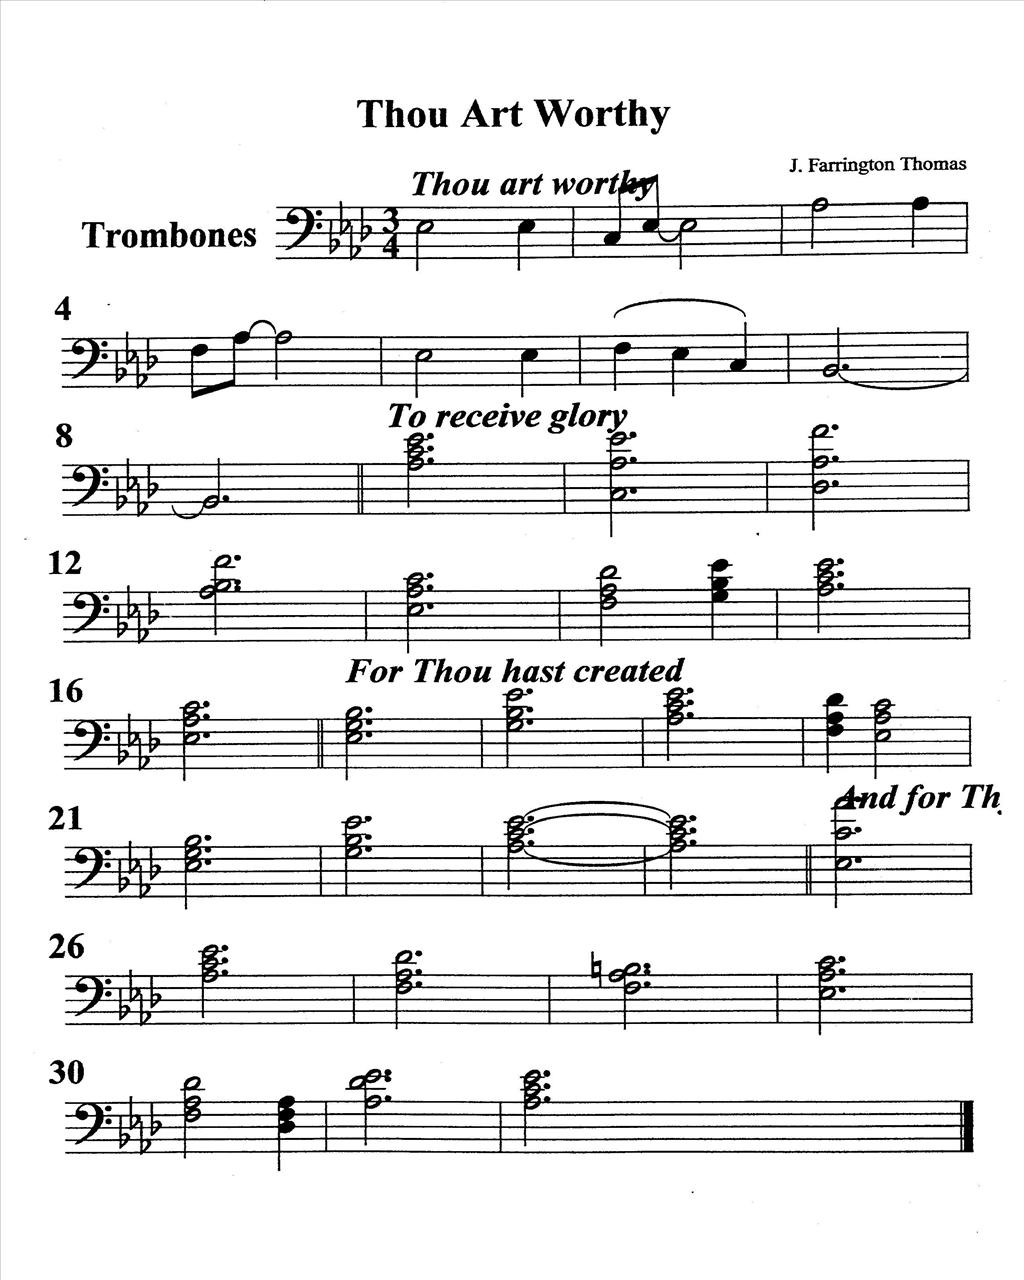 Thou Art Worthy
J. Farrington Thomas
Thou art worthy
Trombones
3
4
4
To receive glory
8
12
For Thou hast created
16
And for Th
21
26
30